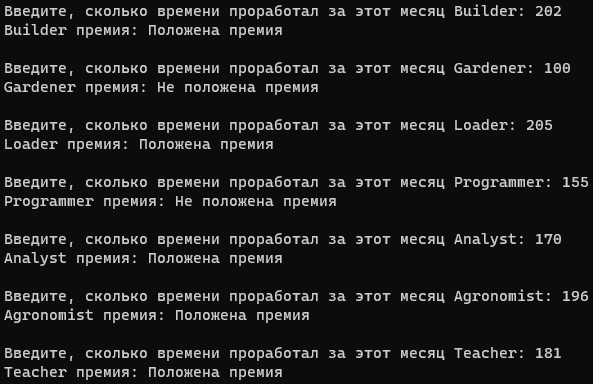 Введите, сколько времени проработал за этот месяц Builder: 202
Builder премия: Положена премия
Введите, сколько времени проработал за этот месяц Gardener: 100
Gardener премия: Не положена премия
Введите, сколько времени проработал за этот месяц Loader: 205
Loader премия: Положена премия
Введите, сколько времени проработал за этот месяц Programmer: 155
Programmer премия: Не положена премия
Введите, сколько времени проработал за этот месяц Analyst: 170
Analyst премия: Положена премия
Введите, сколько времени проработал за этот месяц Agronomist: 196
Agronomist премия: Положена премия
Введите, сколько времени проработал за этот месяц Teacher: 181
Teacher премия: Положена премия